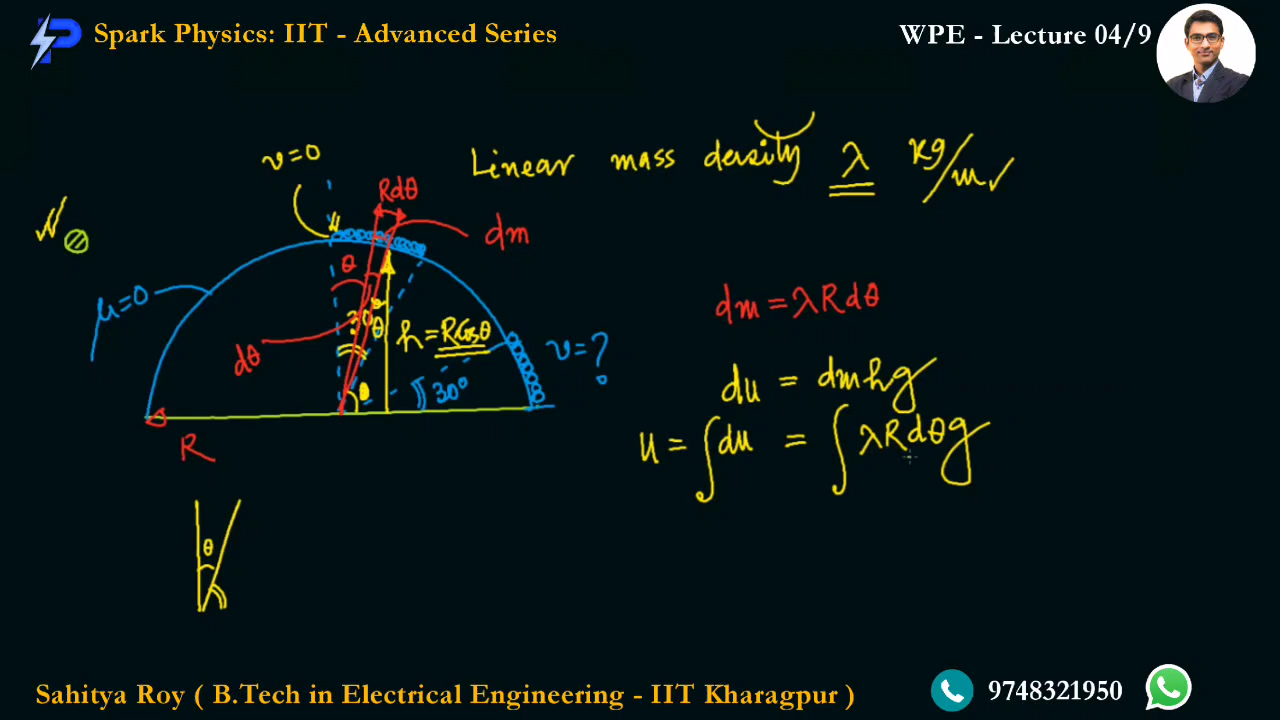 Spark Physics: IIT - Advanced Series
WPE - Lecture 04/9
v=0
Linear mass density λ kg/m
Rdθ
dm
θ
μ=0
30°
θ
h = Rcosθ
v=?
dθ
30°
R
dm = λRdθ
du = dmhg
u = ∫du = ∫λRdθg
θ
Sahitya Roy ( B.Tech in Electrical Engineering - IIT Kharagpur )
9748321950